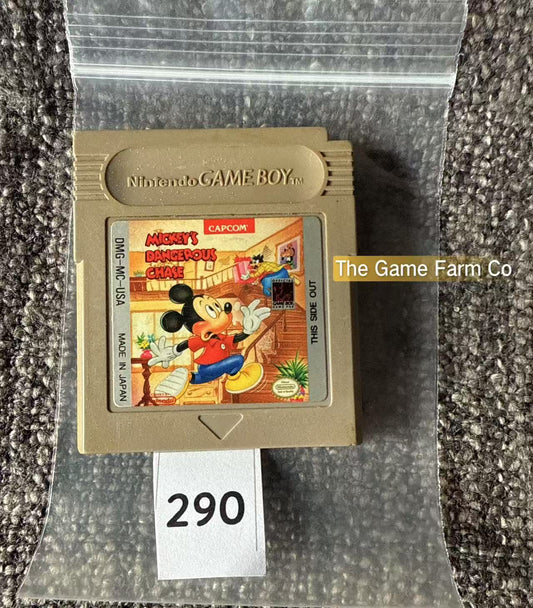 Nintendo GAME BOY TM
CAPCOM
MICKEY'S
DANGEROUS
CHASE
DMG-MC-USA
MADE IN JAPAN
THIS SIDE OUT
The Game Farm Co
290